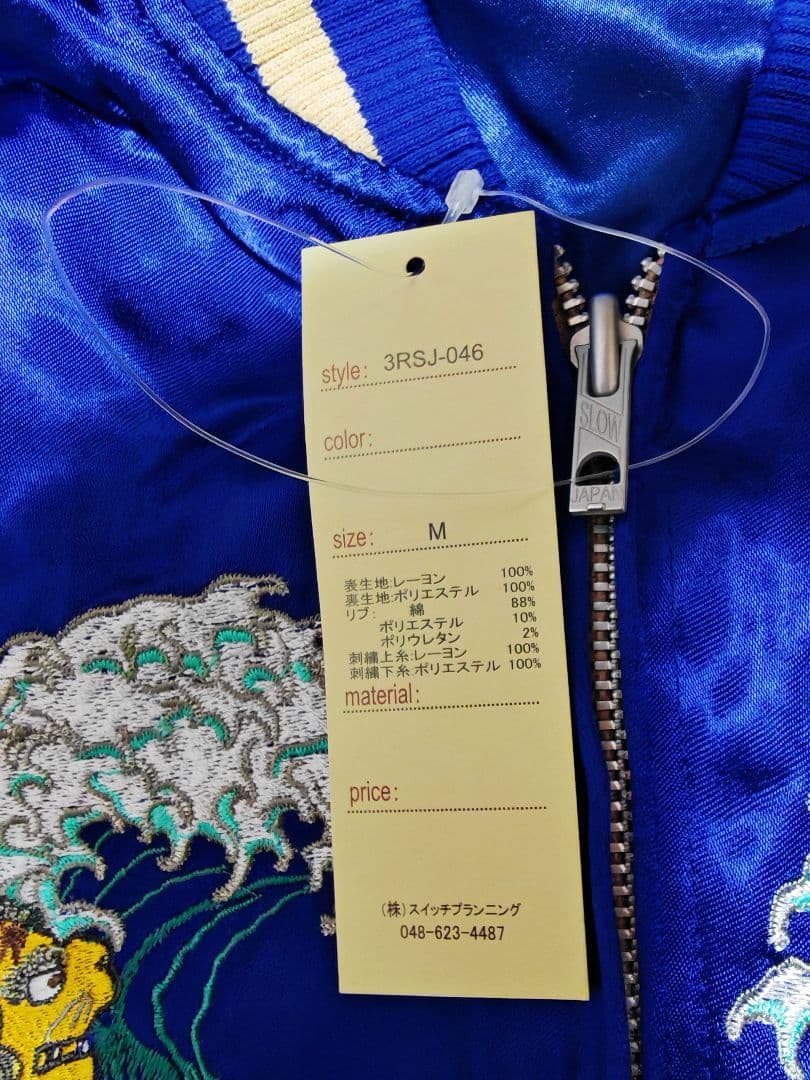 style: 3RSJ-046
color:
size: M
表生地:レーヨン 100%
裏生地:ポリエステル 100%
リブ: 綿 88%
ポリエステル 10%
ポリウレタン 2%
刺繍上糸:レーヨン 100%
刺繍下糸:ポリエステル 100%
material:
price:
(株)スイッチプランニング
048-623-4487
SLOW
JAPAN